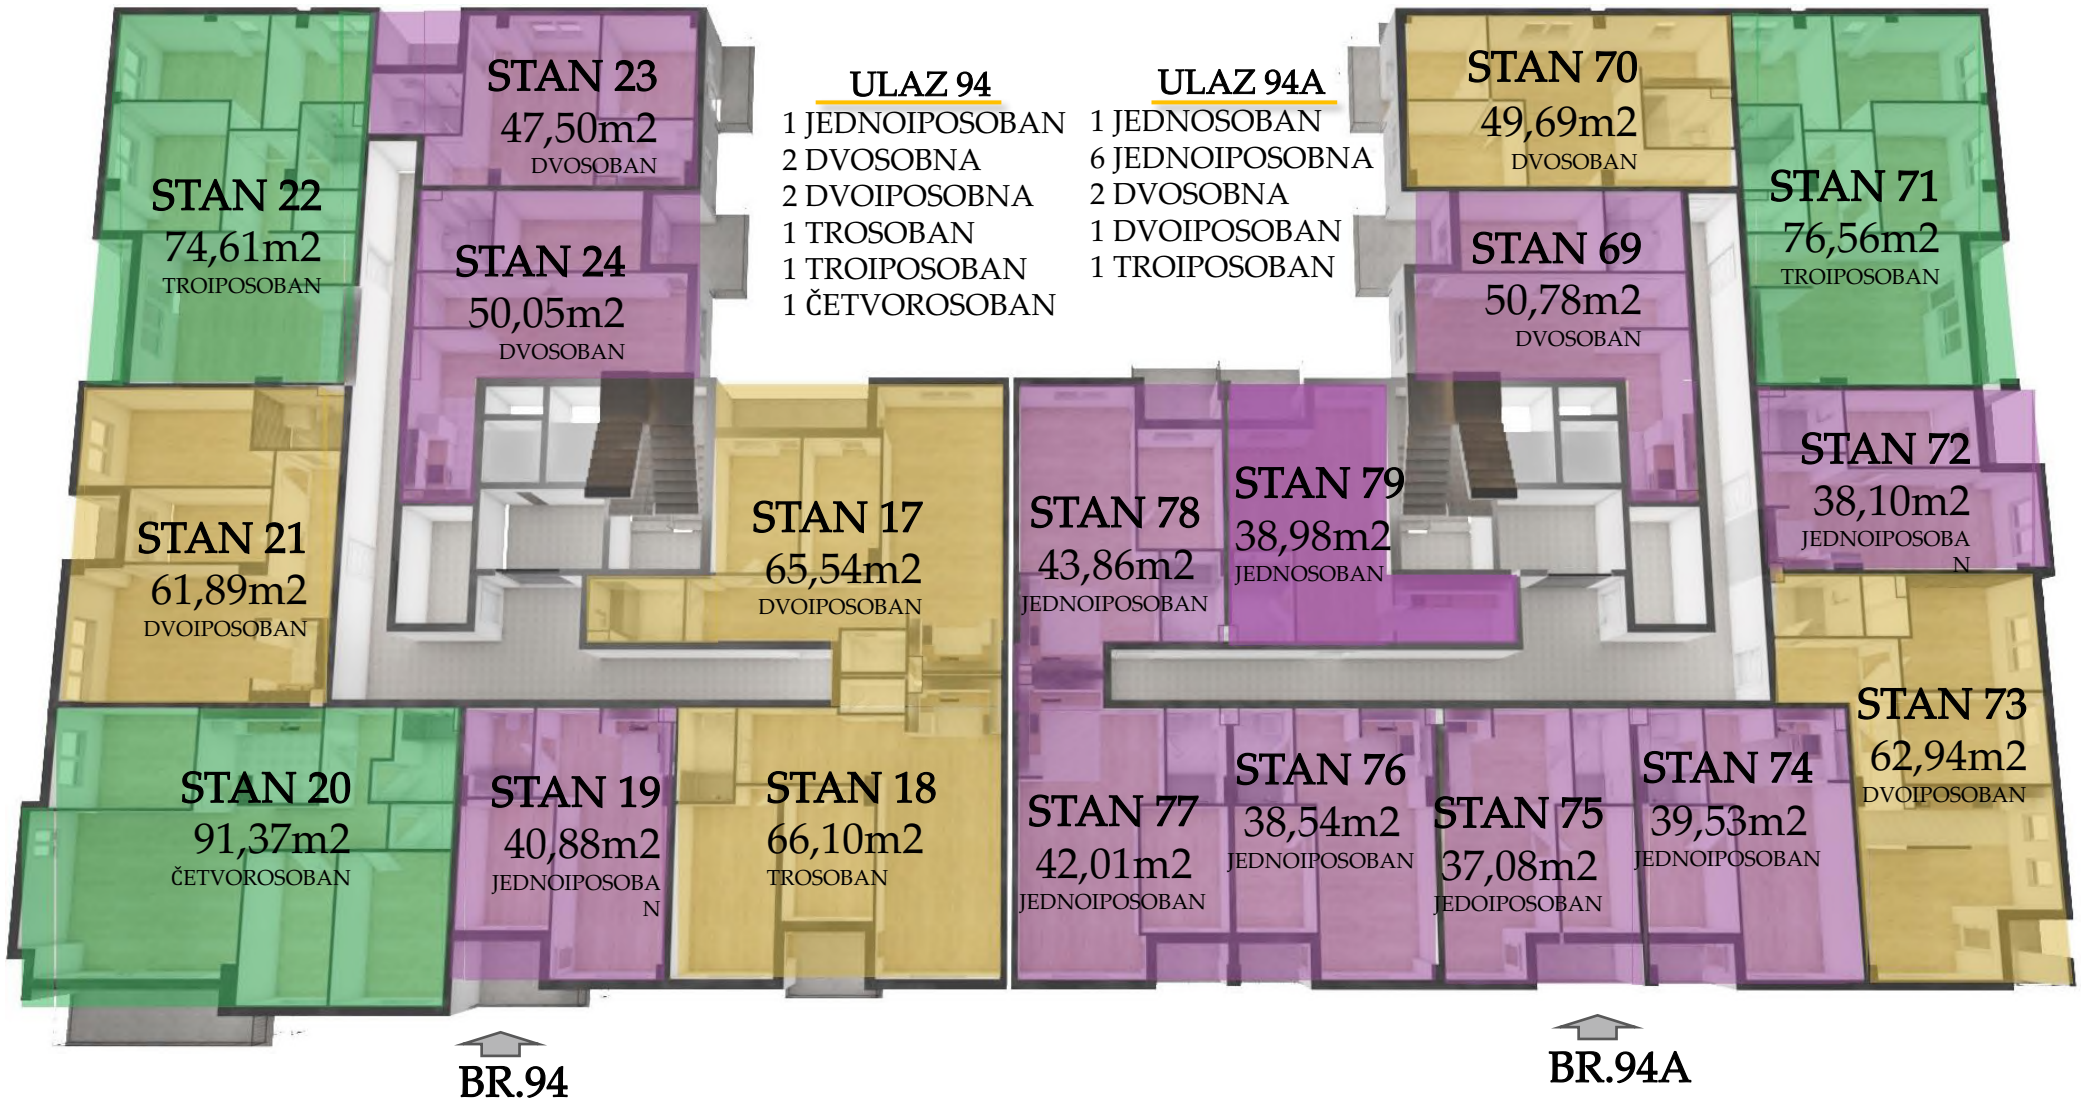 ULAZ 94
1 JEDNOIPOSOBAN
2 DVOSOBNA
2 DVOIPOSOBNA
1 TROSOBAN
1 TROIPOSOBAN
1 ČETVOROSOBAN
ULAZ 94A
1 JEDNOSOBAN
6 JEDNOIPOSOBNA
2 DVOSOBNA
1 DVOIPOSOBAN
1 TROIPOSOBAN
STAN 23
47,50m2
DVOSOBAN
STAN 22
74,61m2
TROIPOSOBAN
STAN 24
50,05m2
DVOSOBAN
STAN 21
61,89m2
DVOIPOSOBAN
STAN 17
65,54m2
DVOIPOSOBAN
STAN 20
91,37m2
ČETVOROSOBAN
STAN 19
40,88m2
JEDNOIPOSOBA
N
STAN 18
66,10m2
TROSOBAN
STAN 70
49,69m2
DVOSOBAN
STAN 71
76,56m2
TROIPOSOBAN
STAN 69
50,78m2
DVOSOBAN
STAN 72
38,10m2
JEDNOIPOSOBA
N
STAN 79
38,98m2
JEDNOSOBAN
STAN 78
43,86m2
JEDNOIPOSOBAN
STAN 73
62,94m2
DVOIPOSOBAN
STAN 77
42,01m2
JEDNOIPOSOBAN
STAN 76
38,54m2
JEDNOIPOSOBAN
STAN 75
37,08m2
JEDOIPOSOBAN
STAN 74
39,53m2
JEDNOIPOSOBAN
BR.94
BR.94A